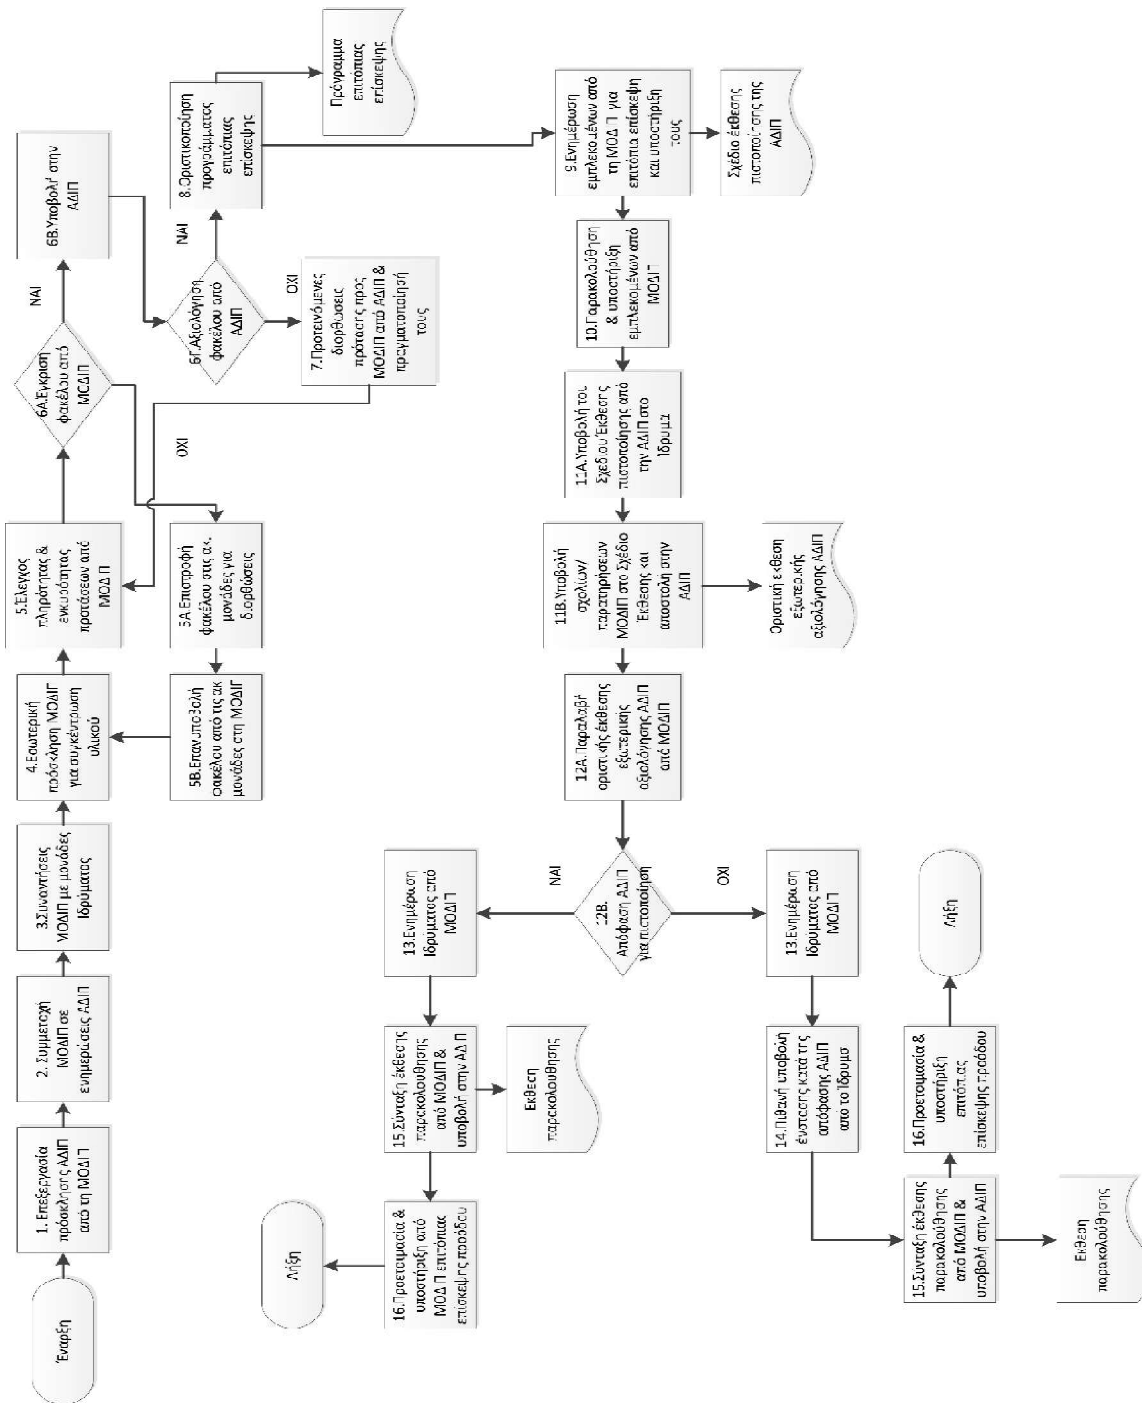 Έναρξη
1. Επεξεργασία
πρόσκλησης ΑΔΙΠ
από τη ΜΟΔΙΠ
2. Συμμετοχή
ΜΟΔΙΠ σε
ενημερώσεις ΑΔΙΠ
3.Συναντήσεις
ΜΟΔΙΠ με μονάδες
Ιδρύματος
4.Εσωτερική
πρόσκληση ΜΟΔΙΠ
για συγκέντρωση
υλικού
5.Έλεγχος
πληρότητας &
εγκυρότητας
προτάσεων από
ΜΟΔΙΠ
6Α.Έγκριση
φακέλου από
ΜΟΔΙΠ
ΝΑΙ
ΟΧΙ
5Α.Επιστροφή
φακέλου στις ακ.
μονάδες για
διορθώσεις
5Β.Επανυποβολή
φακέλου από τις ακ
μονάδες στη ΜΟΔΙΠ
6Β.Υποβολή στην
ΑΔΙΠ
6Γ.Αξιολόγηση
φακέλου από
ΑΔΙΠ
ΝΑΙ
ΟΧΙ
7.Προτεινόμενες
διορθώσεις
πρότασης προς
ΜΟΔΙΠ από ΑΔΙΠ &
πραγματοποίησή
τους
8.Οριστικοποίηση
προγράμματος
επιτόπιας
επίσκεψης
Πρόγραμμα
επιτόπιας
επίσκεψης
9.Ενημέρωση
εμπλεκομένων από
τη ΜΟΔΙΠ για
επιτόπια επίσκεψη
και υποστήριξη
τους
Σχέδιο έκθεσης
πιστοποίησης της
ΑΔΙΠ
10.Παρακολούθηση
& υποστήριξη
εμπλεκομένων από
ΜΟΔΙΠ
11Α.Υποβολή του
Σχεδίου Έκθεσης
πιστοποίησης από
την ΑΔΙΠ στο
Ίδρυμα
11Β.Υποβολή
σχολίων/
παρατηρήσεων
ΜΟΔΙΠ στο Σχέδιο
Έκθεσης και
αποστολή στην
ΑΔΙΠ
Οριστική έκθεση
εξωτερικής
αξιολόγησης ΑΔΙΠ
12Α.Παραλαβή
οριστικής έκθεσης
εξωτερικής
αξιολόγησης ΑΔΙΠ
από ΜΟΔΙΠ
12Β.
Απόφαση ΑΔΙΠ
για πιστοποίηση
ΝΑΙ
ΟΧΙ
13.Ενημέρωση
Ιδρύματος από
ΜΟΔΙΠ
15.Σύνταξη έκθεσης
παρακολούθησης
από ΜΟΔΙΠ &
υποβολή στην ΑΔΙΠ
Έκθεση
παρακολούθησης
16.Προετοιμασία &
υποστήριξη από
ΜΟΔΙΠ επιτόπιας
επίσκεψης προόδου
Λήξη
13.Ενημέρωση
Ιδρύματος από
ΜΟΔΙΠ
14.Πιθανή υποβολή
ένστασης κατά της
απόφασης ΑΔΙΠ
από το Ίδρυμα
15.Σύνταξη έκθεσης
παρακολούθησης
από ΜΟΔΙΠ &
υποβολή στην ΑΔΙΠ
Έκθεση
παρακολούθησης
16.Προετοιμασία &
υποστήριξη
επιτόπιας
επίσκεψης προόδου
Λήξη